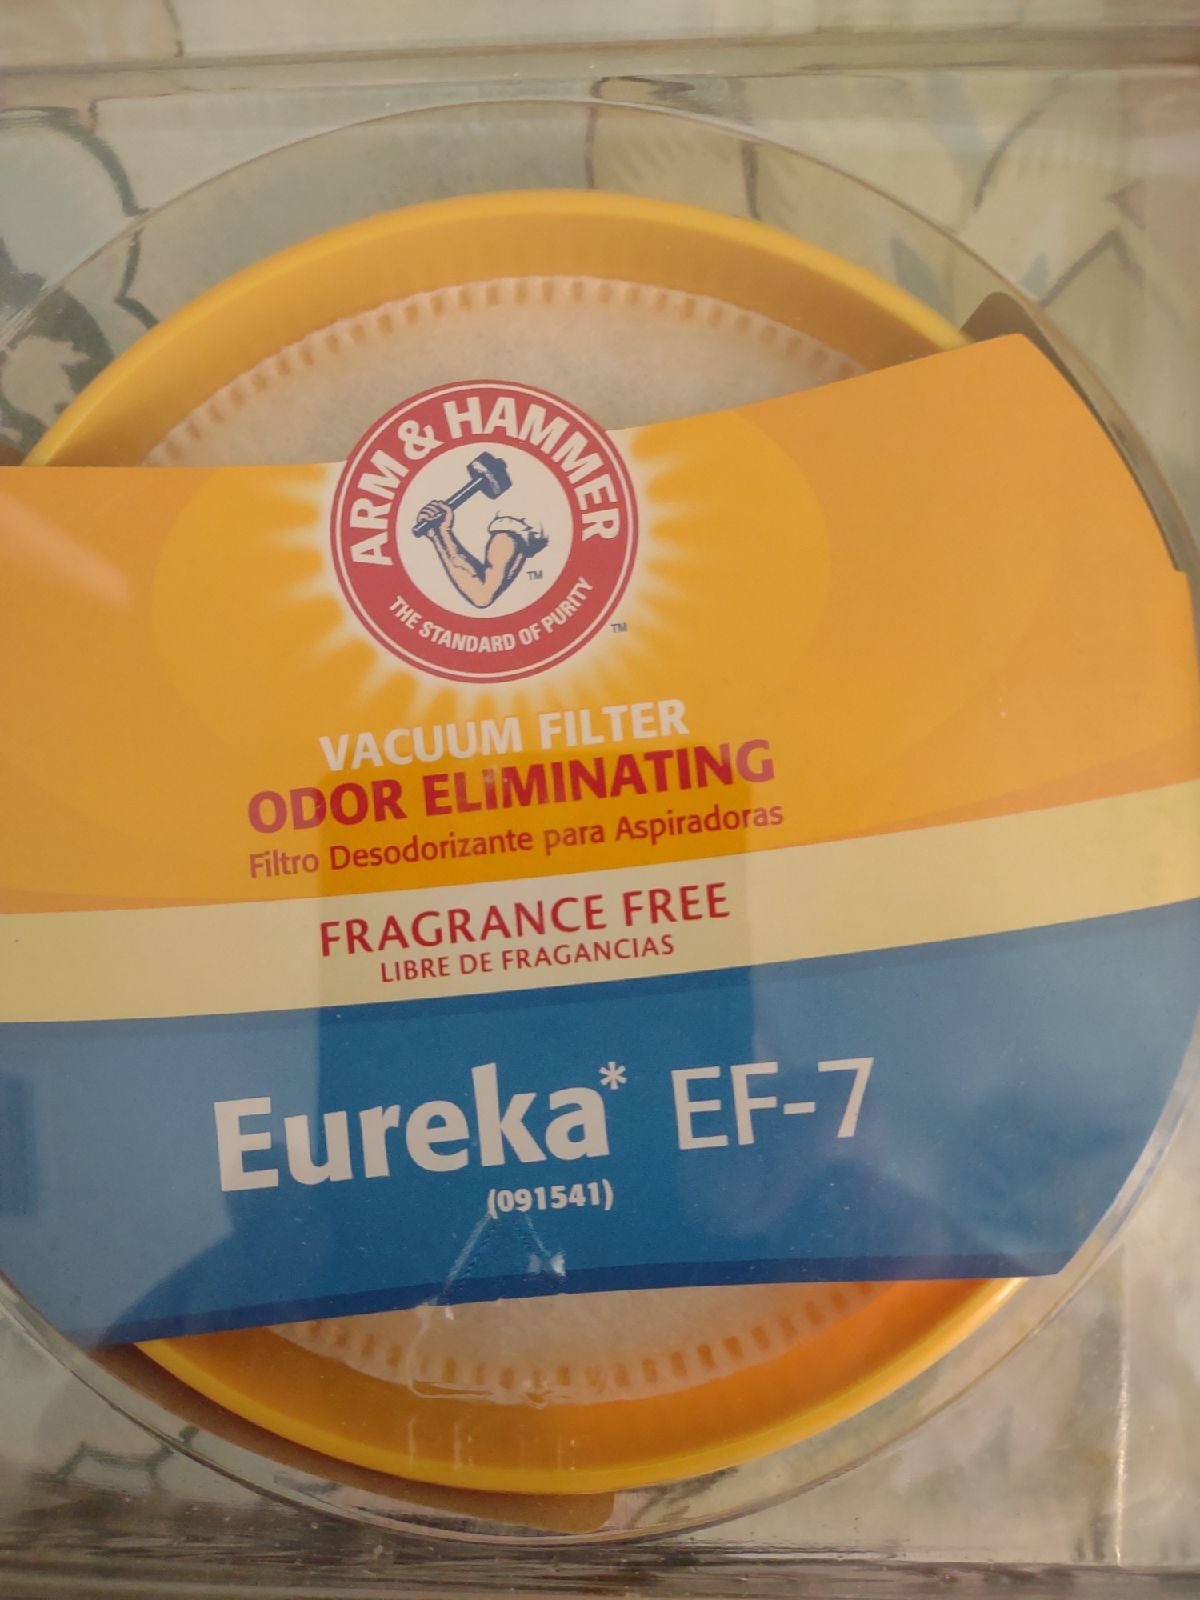 ARM & HAMMER
THE STANDARD OF PURITY
TM
TM
VACUUM FILTER
ODOR ELIMINATING
Filtro Desodorizante para Aspiradoras
FRAGRANCE FREE
LIBRE DE FRAGANCIAS
Eureka* EF-7
(091541)